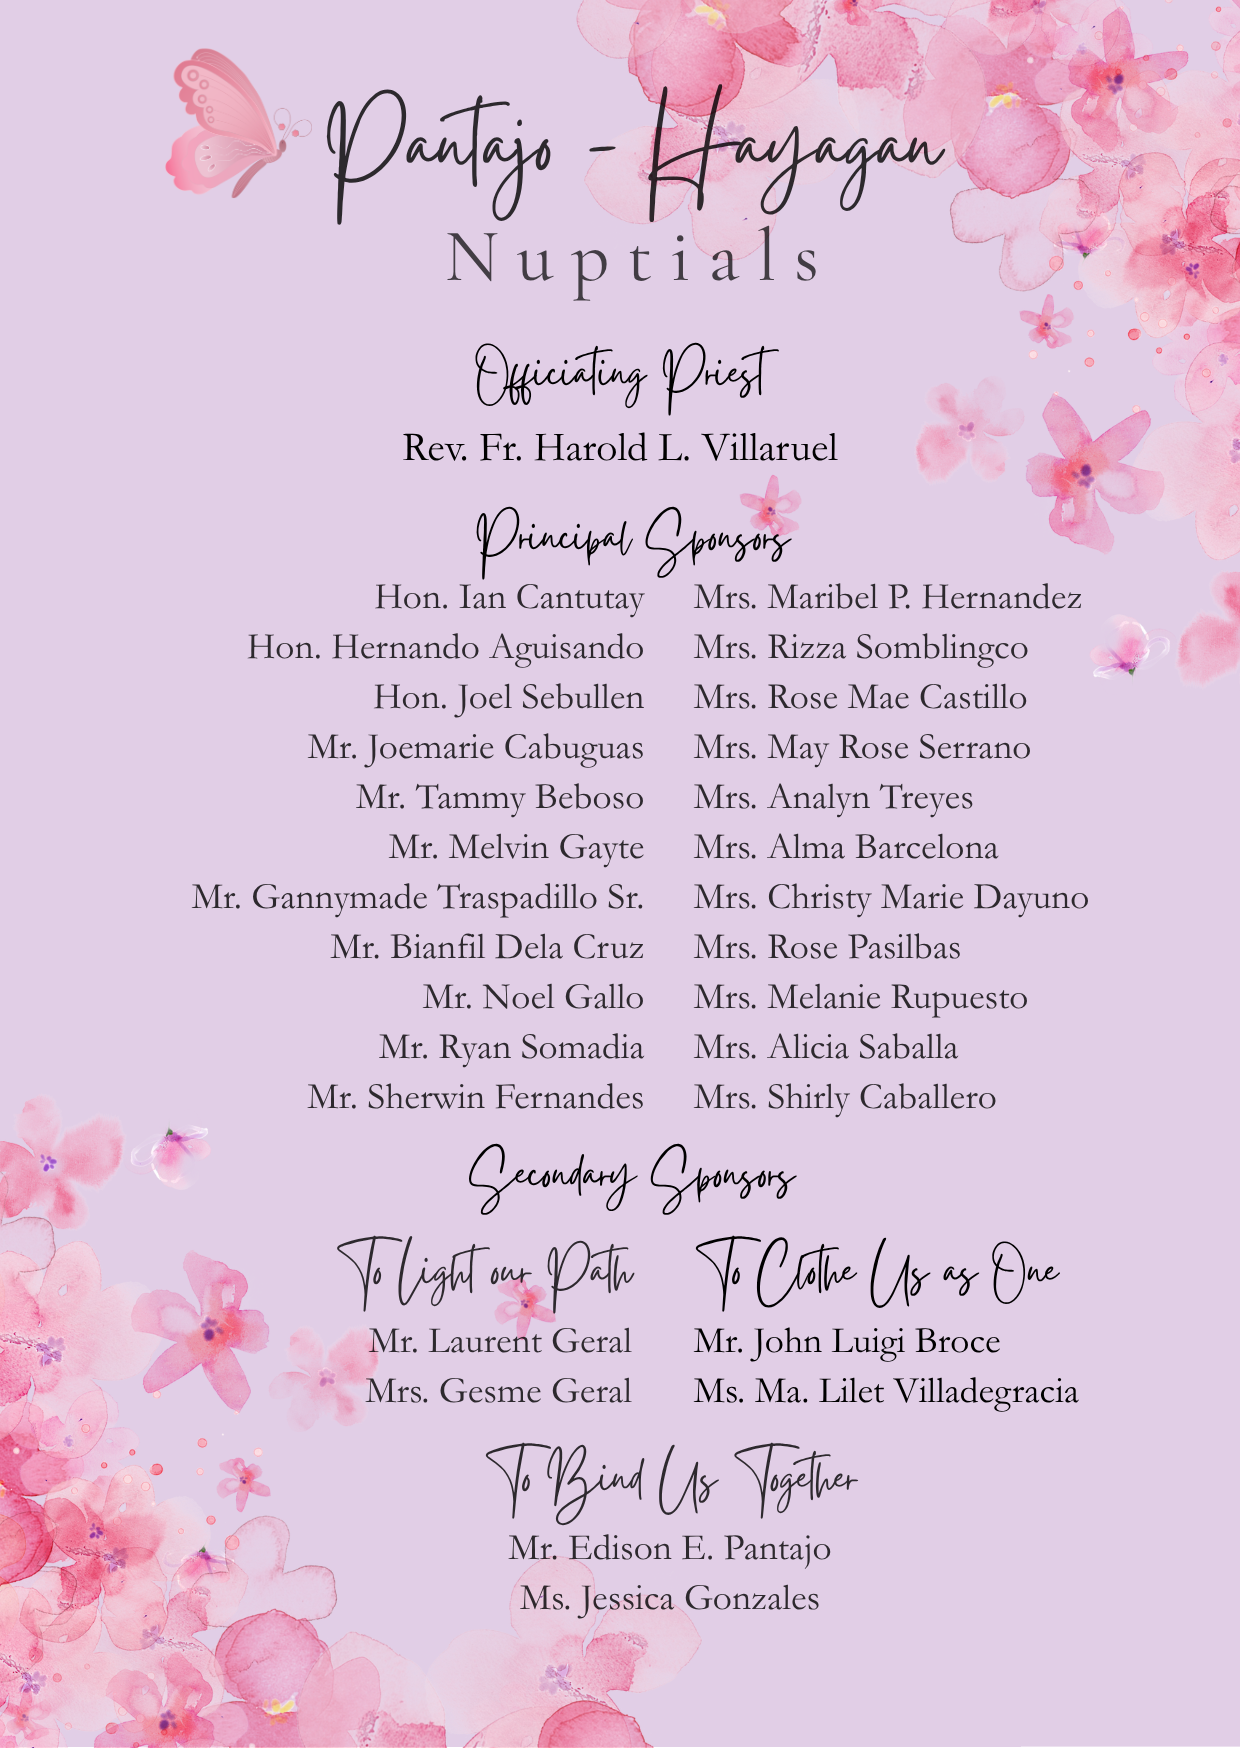 Pantajo - Hayagan
Nuptials
Officiating Priest
Rev. Fr. Harold L. Villaruel
Principal Sponsors
Hon. Ian Cantutay
Hon. Hernando Aguisando
Hon. Joel Sebullen
Mr. Joemarie Cabuguas
Mr. Tammy Beboso
Mr. Melvin Gayte
Mr. Gannymade Traspadillo Sr.
Mr. Bianfil Dela Cruz
Mr. Noel Gallo
Mr. Ryan Somadia
Mr. Sherwin Fernandes
Mrs. Maribel P. Hernandez
Mrs. Rizza Somblingco
Mrs. Rose Mae Castillo
Mrs. May Rose Serrano
Mrs. Analyn Treyes
Mrs. Alma Barcelona
Mrs. Christy Marie Dayuno
Mrs. Rose Pasilbas
Mrs. Melanie Rupuesto
Mrs. Alicia Saballa
Mrs. Shirly Caballero
Secondary Sponsors
To Light our Path
Mr. Laurent Geral
Mrs. Gesme Geral
To Clothe Us as One
Mr. John Luigi Broce
Ms. Ma. Lilet Villadegracia
To Bind Us Together
Mr. Edison E. Pantajo
Ms. Jessica Gonzales